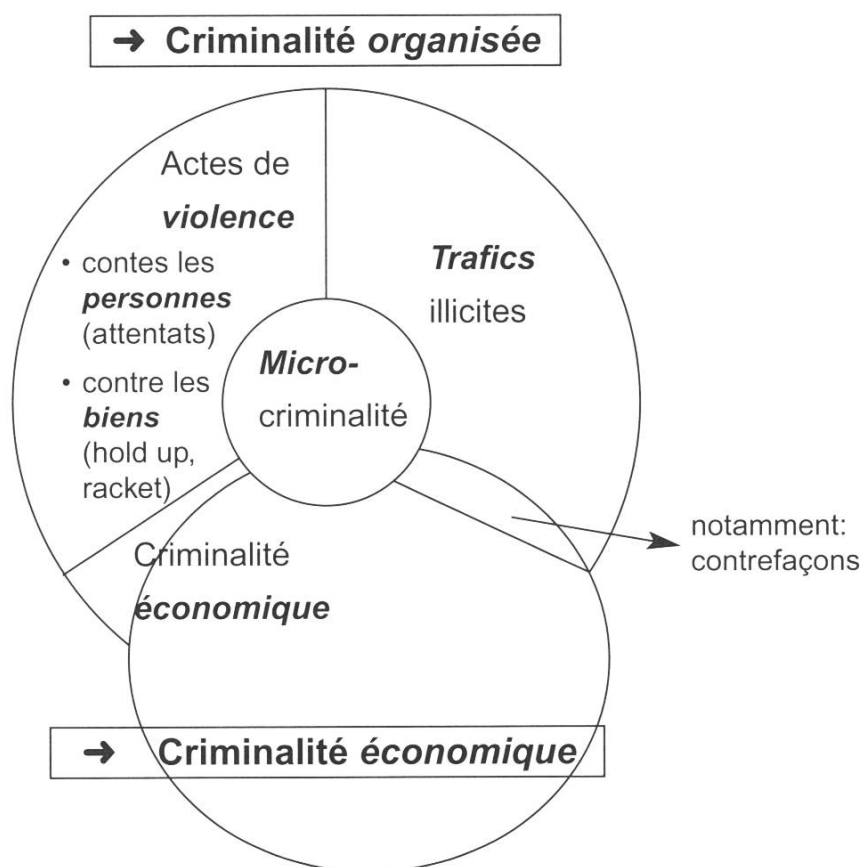 ➜ Criminalité organisée
Actes de
violence
• contes les
personnes
(attentats)
• contre les
biens
(hold up,
racket)
Trafics
illicites
Micro-
criminalité
notamment:
contrefaçons
Criminalité
économique
➜ Criminalité économique